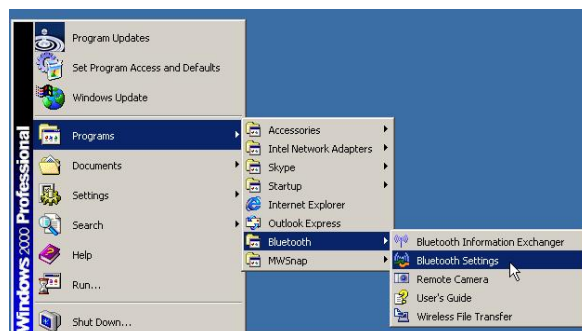 Windows 2000 Professional
Program Updates
Set Program Access and Defaults
Windows Update
Programs
Documents
Settings
Search
Help
Run...
Shut Down...
Accessories
Intel Network Adapters
Skype
Startup
Internet Explorer
Outlook Express
Bluetooth
MWSnap
Bluetooth Information Exchanger
Bluetooth Settings
Remote Camera
User's Guide
Wireless File Transfer